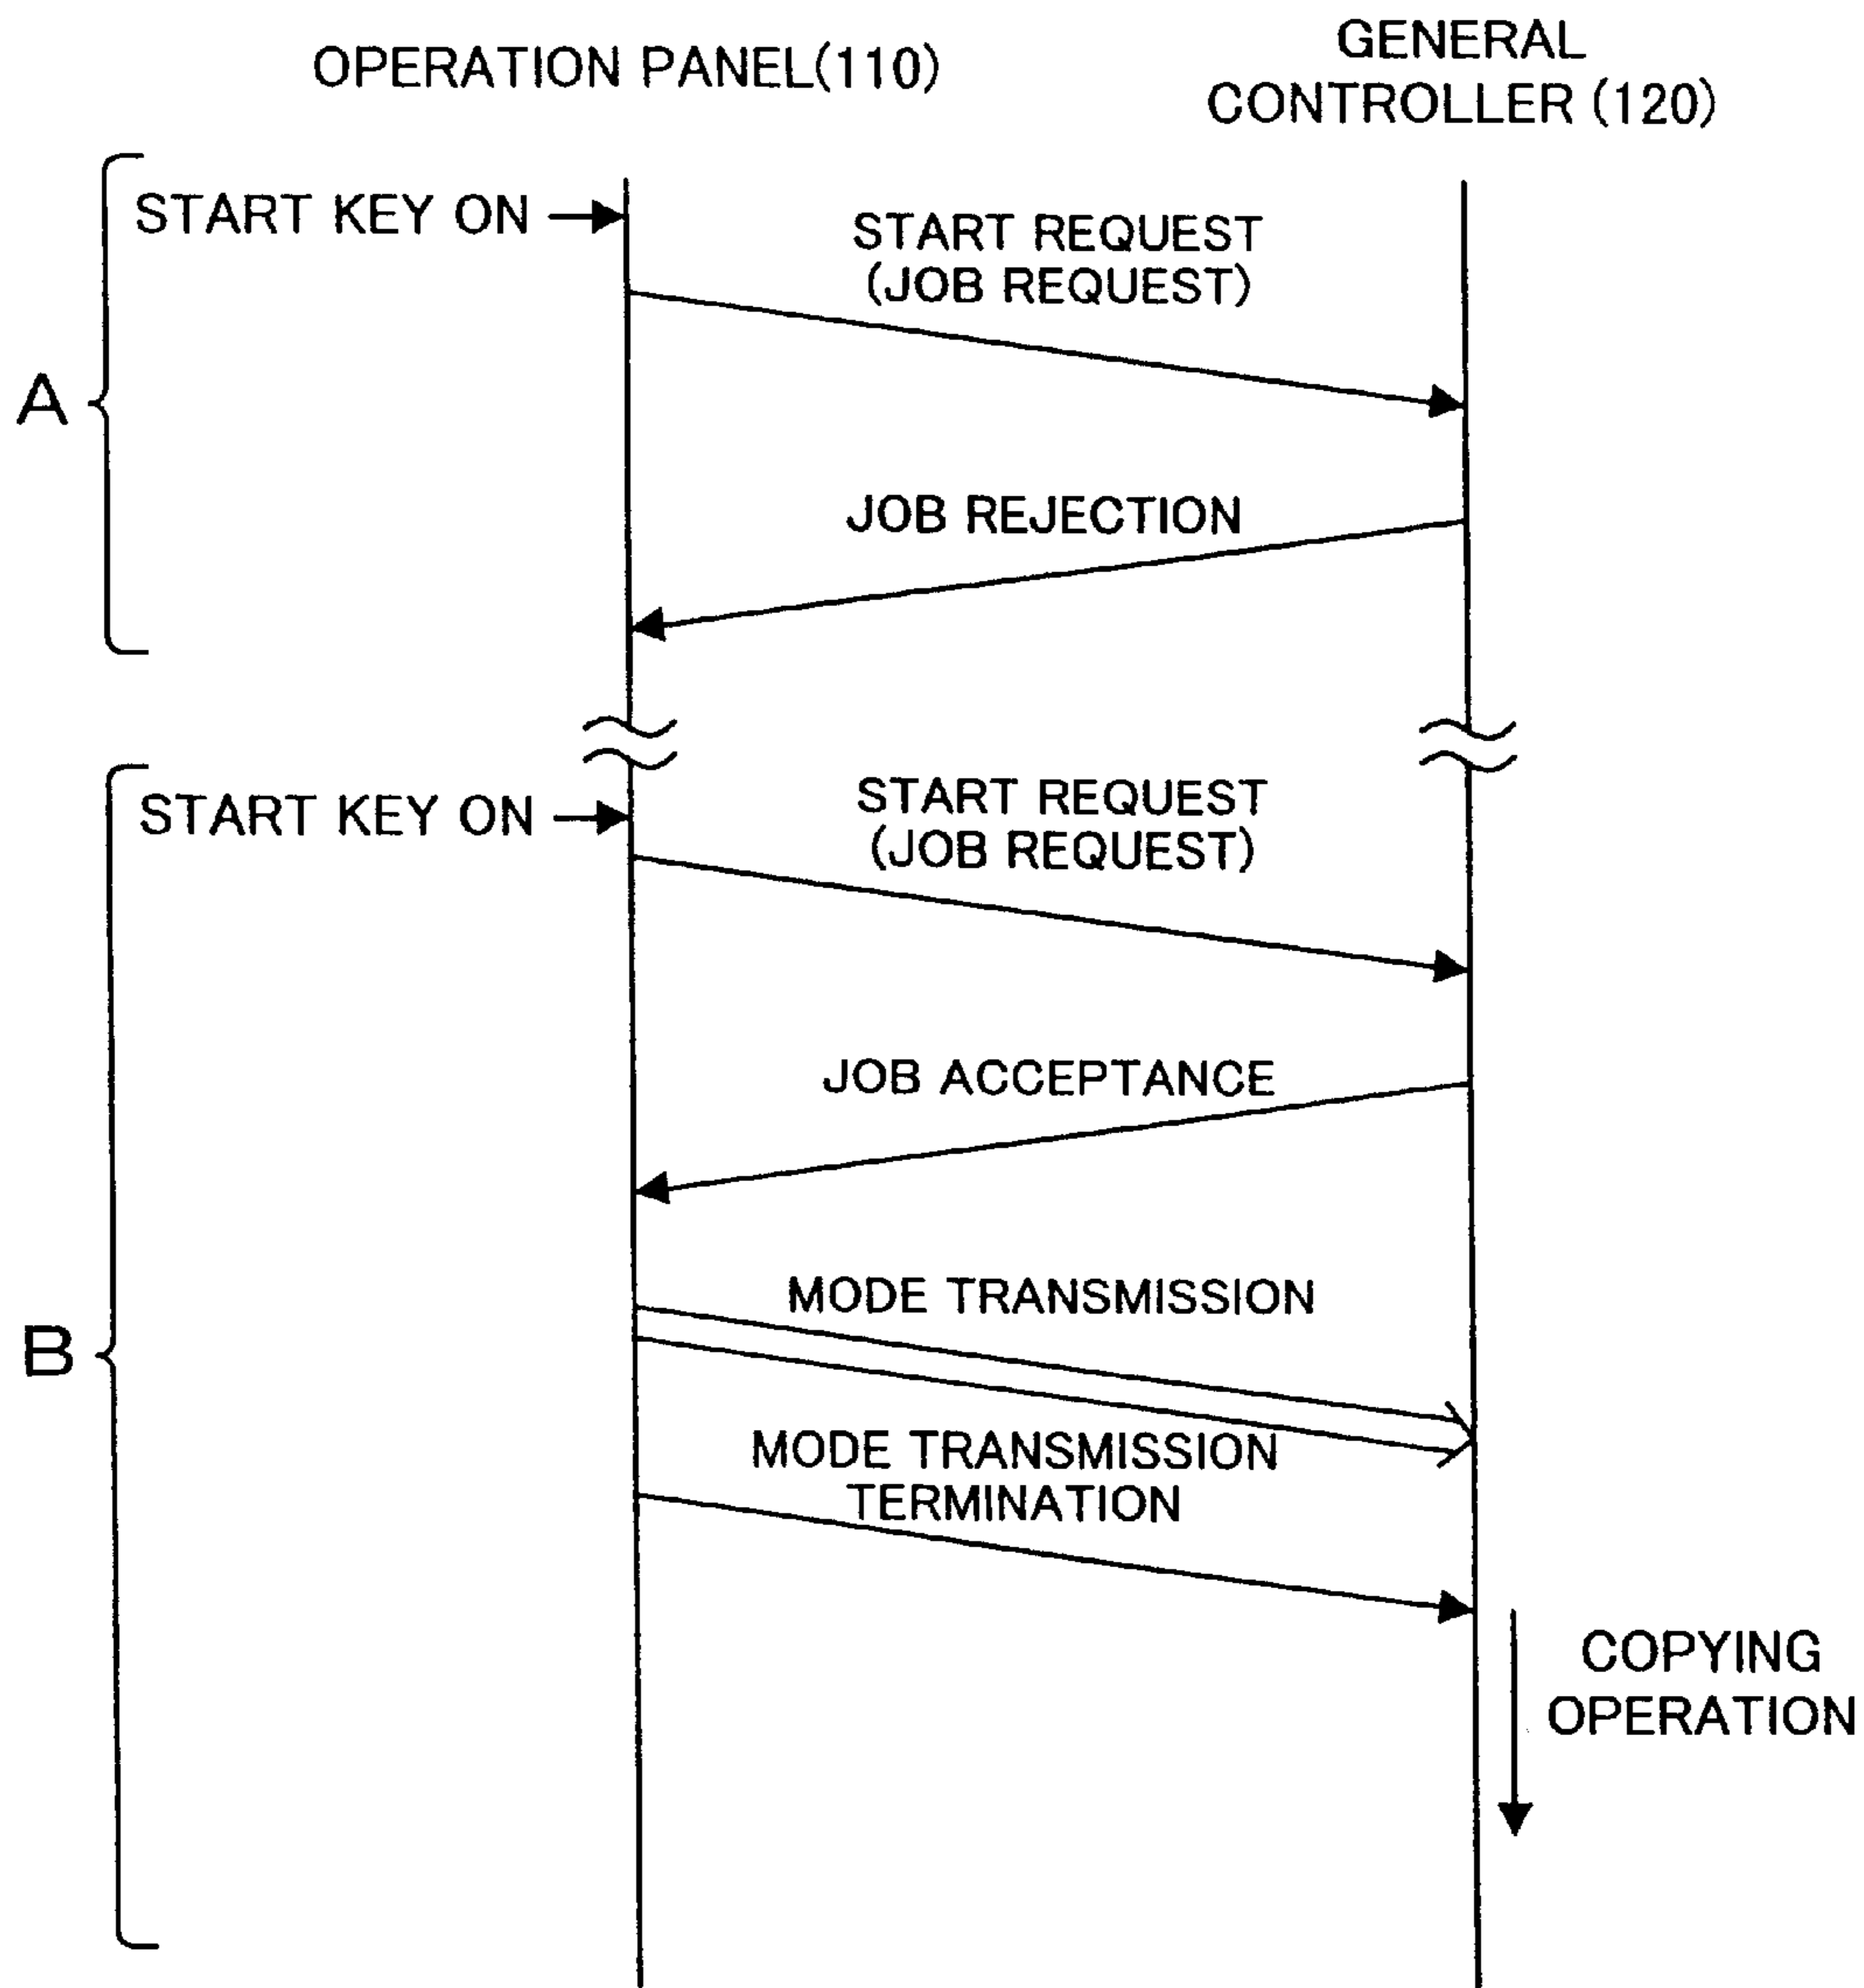 OPERATION PANEL(110)
GENERAL
CONTROLLER (120)
A
START KEY ON
START REQUEST
(JOB REQUEST)
JOB REJECTION
B
START KEY ON
START REQUEST
(JOB REQUEST)
JOB ACCEPTANCE
MODE TRANSMISSION
MODE TRANSMISSION
TERMINATION
COPYING
OPERATION